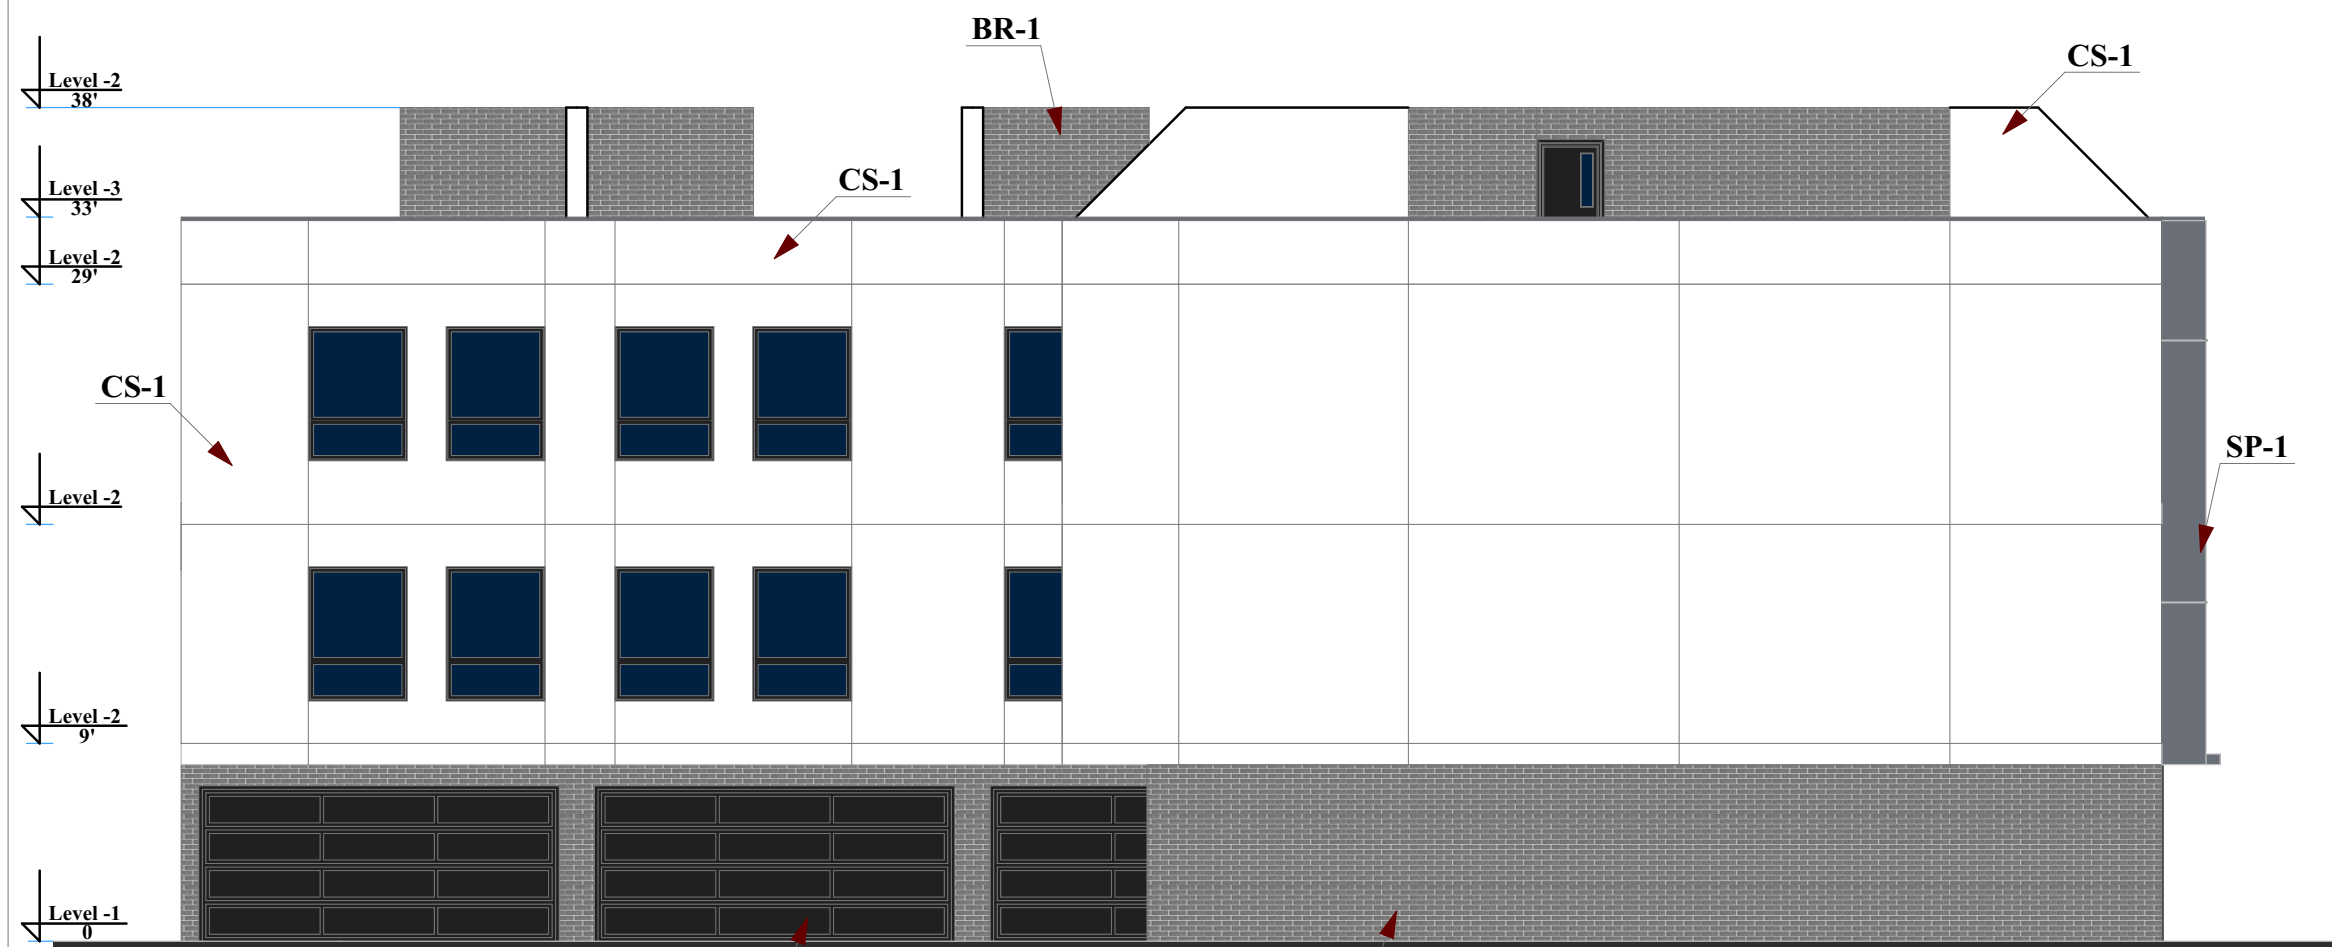 BR-1
CS-1
Level -2
38'
CS-1
Level -3
33'
Level -2
29'
CS-1
SP-1
Level -2
Level -2
9'
Level -1
0